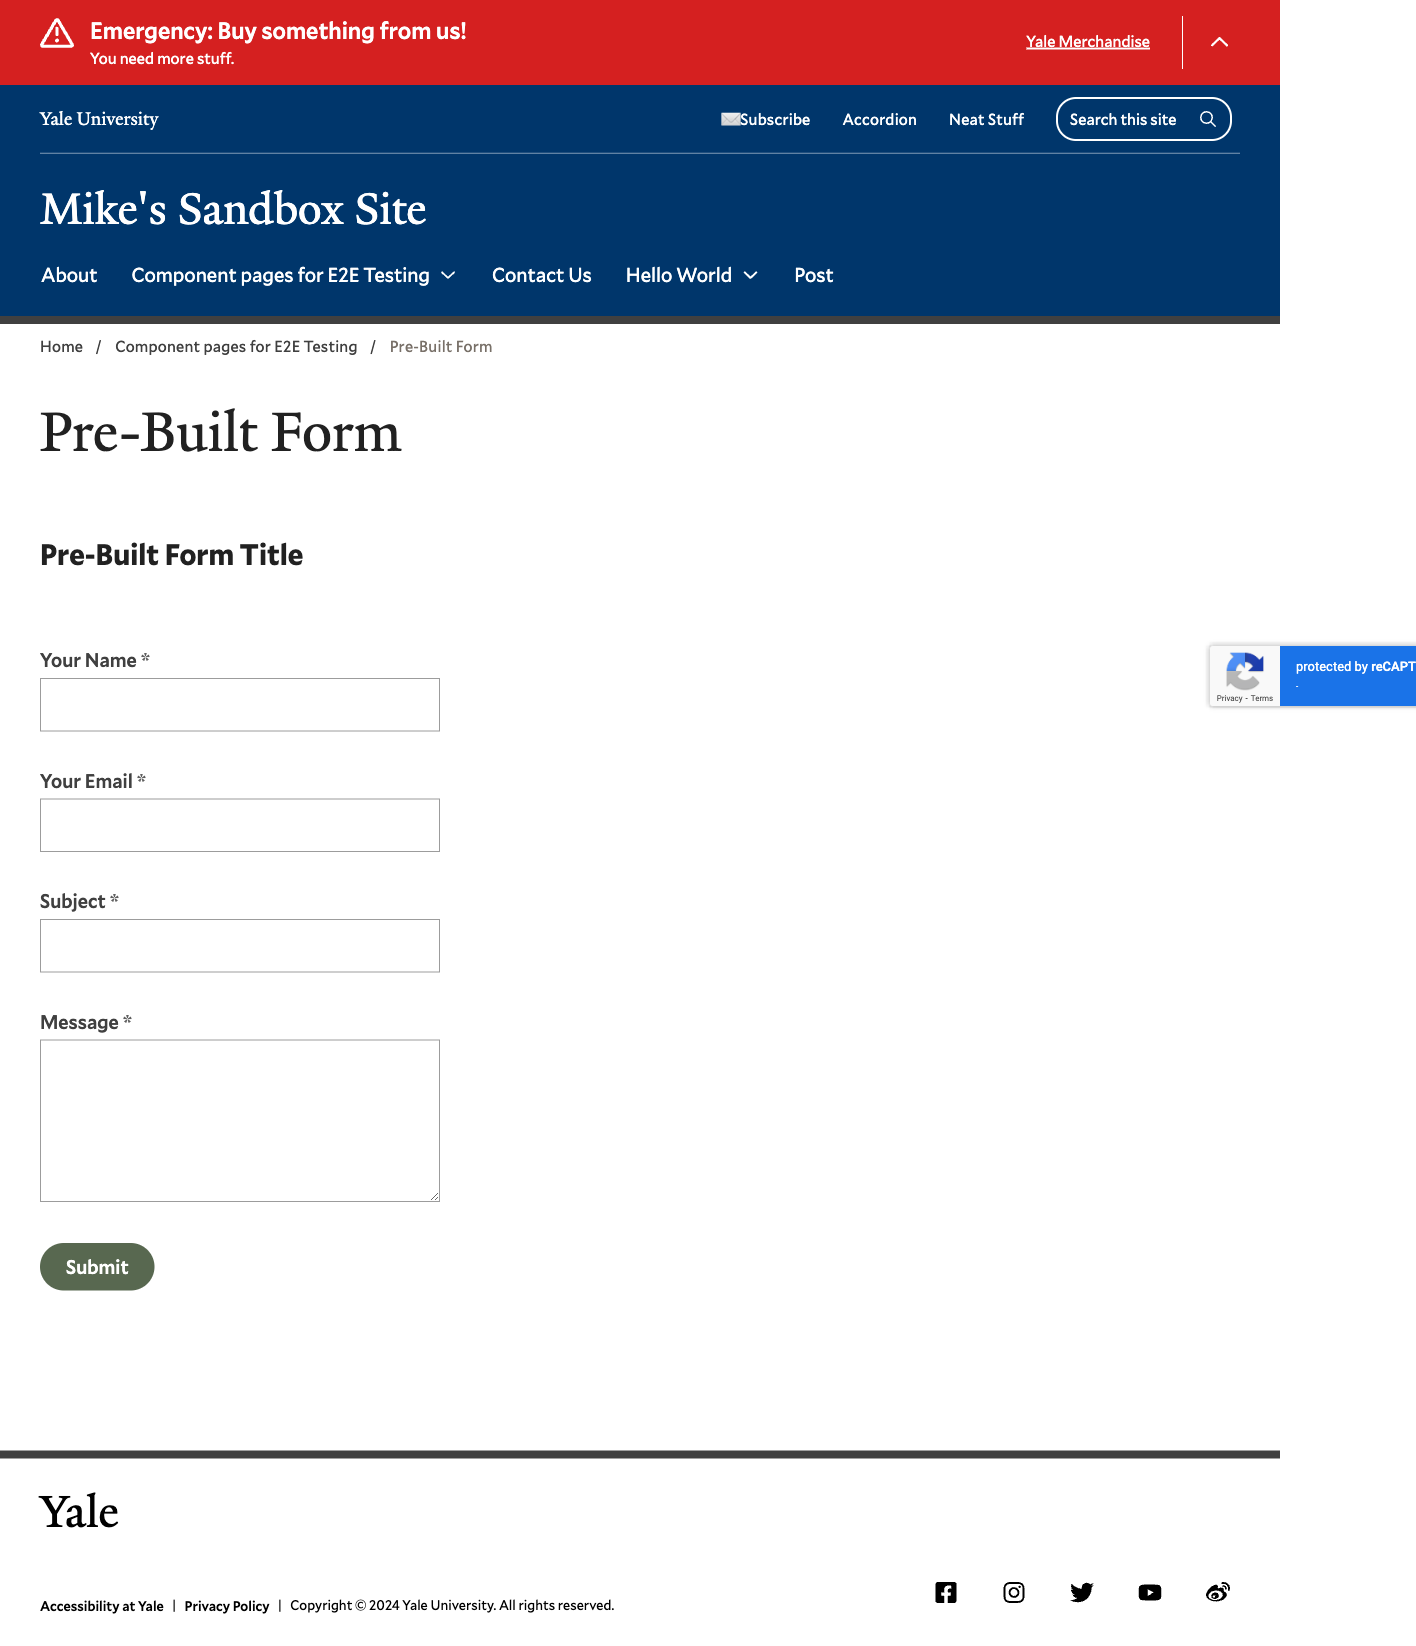 Emergency: Buy something from us!
You need more stuff.
Yale Merchandise
Yale University
Subscribe
Accordion
Neat Stuff
Search this site
Mike's Sandbox Site
About
Component pages for E2E Testing
Contact Us
Hello World
Post
Home / Component pages for E2E Testing / Pre-Built Form
Pre-Built Form
Pre-Built Form Title
Your Name *
protected by reCAPT
Privacy - Terms
-
Your Email *
Subject *
Message *
Submit
Yale
Accessibility at Yale | Privacy Policy | Copyright © 2024 Yale University. All rights reserved.